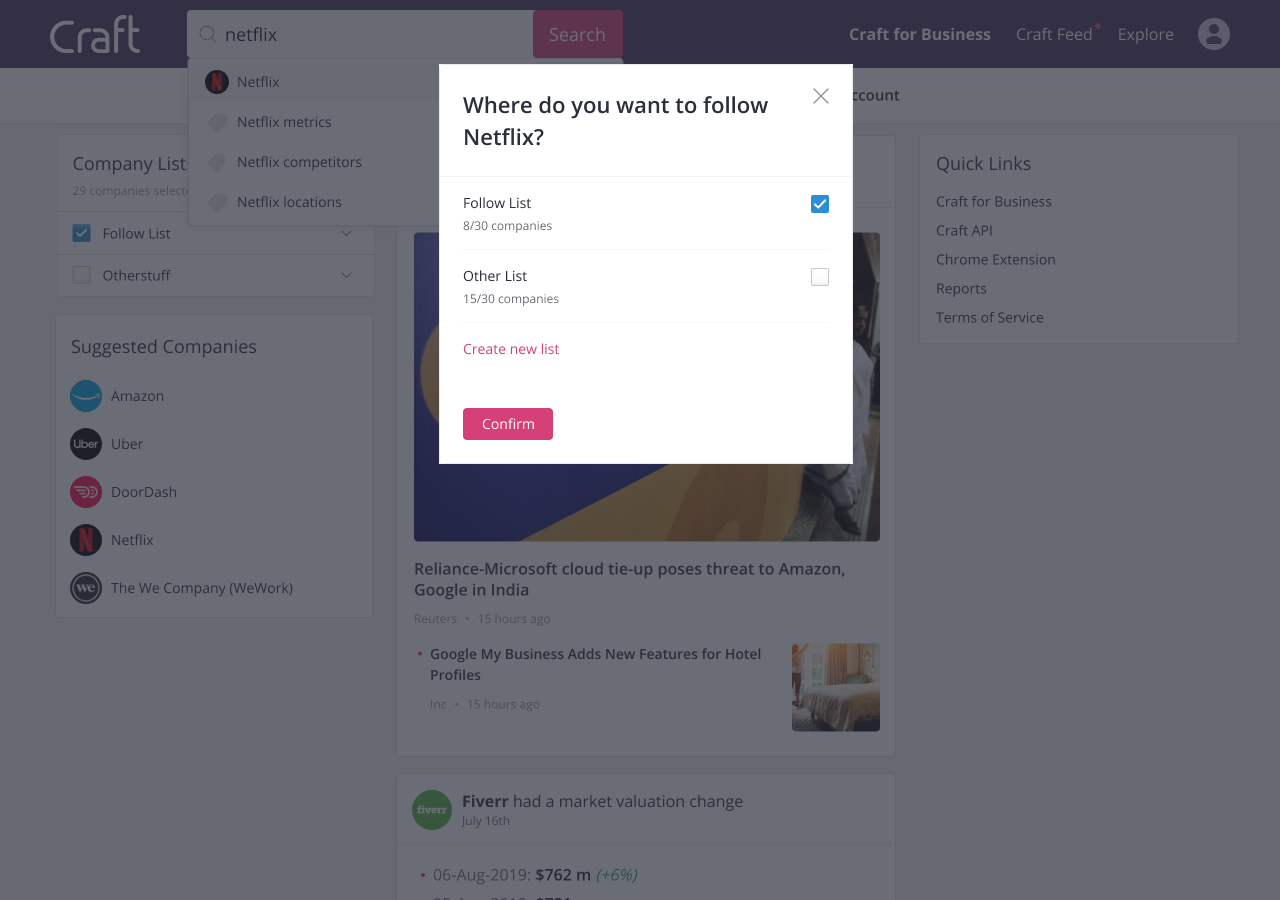 Craft
netflix
Search
Craft for Business
Craft Feed
Explore
Netflix
Netflix metrics
Netflix competitors
Netflix locations
Where do you want to follow
Netflix?
Follow List
8/30 companies
Other List
15/30 companies
Create new list
Confirm
Company Lists
29 companies
Follow List
Otherstuff
Suggested Companies
Amazon
Uber
Uber
DoorDash
N
Netflix
we
The We Company (WeWork)
Reliance-Microsoft cloud tie-up poses threat to Amazon,
Google in India
Reuters • 15 hours ago
• Google My Business Adds New Features for Hotel
Profiles
Inc • 15 hours ago
fiverr
Fiverr had a market valuation change
July 16th
• 06-Aug-2019: $762 m (+6%)
Quick Links
Craft for Business
Craft API
Chrome Extension
Reports
Terms of Service